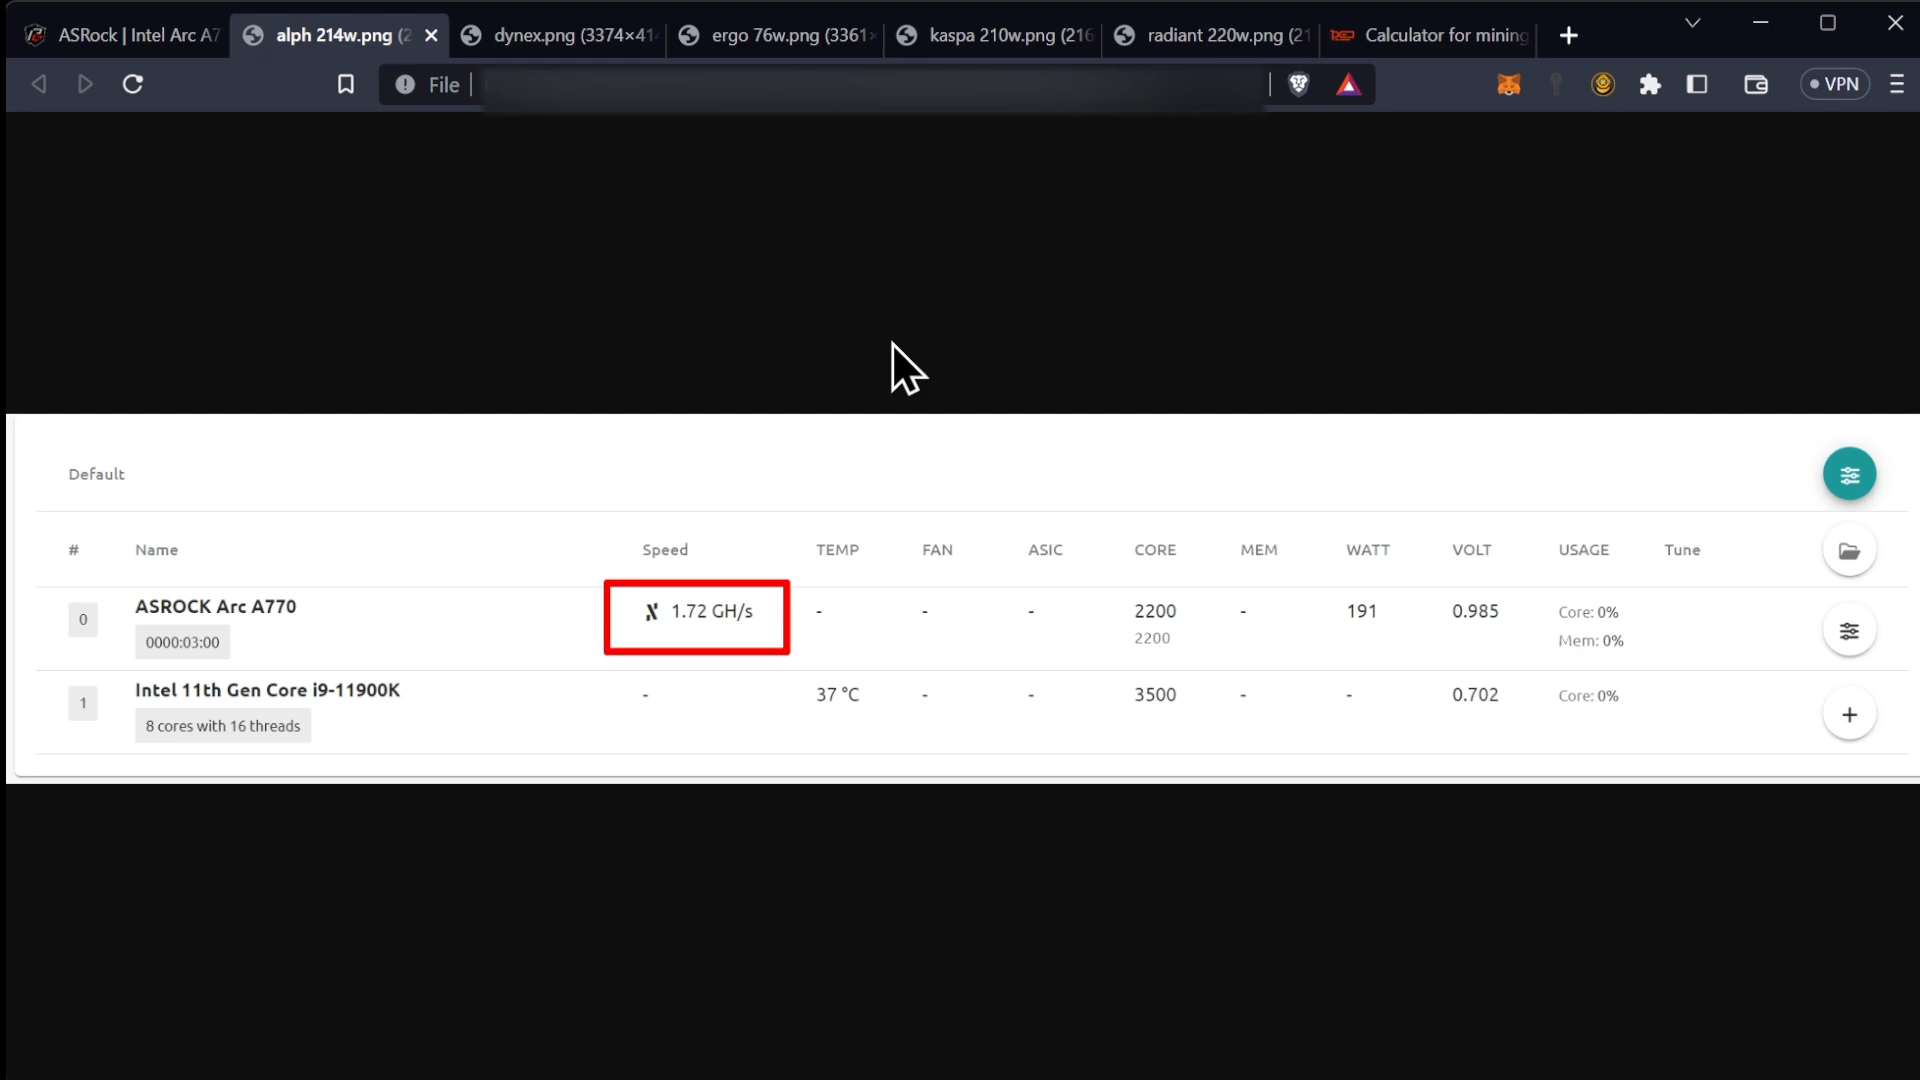 ASRock | Intel Arc A7
alph 214w.png (2
dynex.png (3374×41
ergo 76w.png (3361×
kaspa 210w.png (216
radiant 220w.png (21
Calculator for mining
File
VPN
Default
# Name Speed TEMP FAN ASIC CORE MEM WATT VOLT USAGE Tune
0 ASROCK Arc A770 1.72 GH/s - - - 2200 - 191 0.985 Core: 0%
0000:03:00 2200 Mem: 0%
1 Intel 11th Gen Core i9-11900K - 37 °C - - 3500 - - 0.702 Core: 0%
8 cores with 16 threads